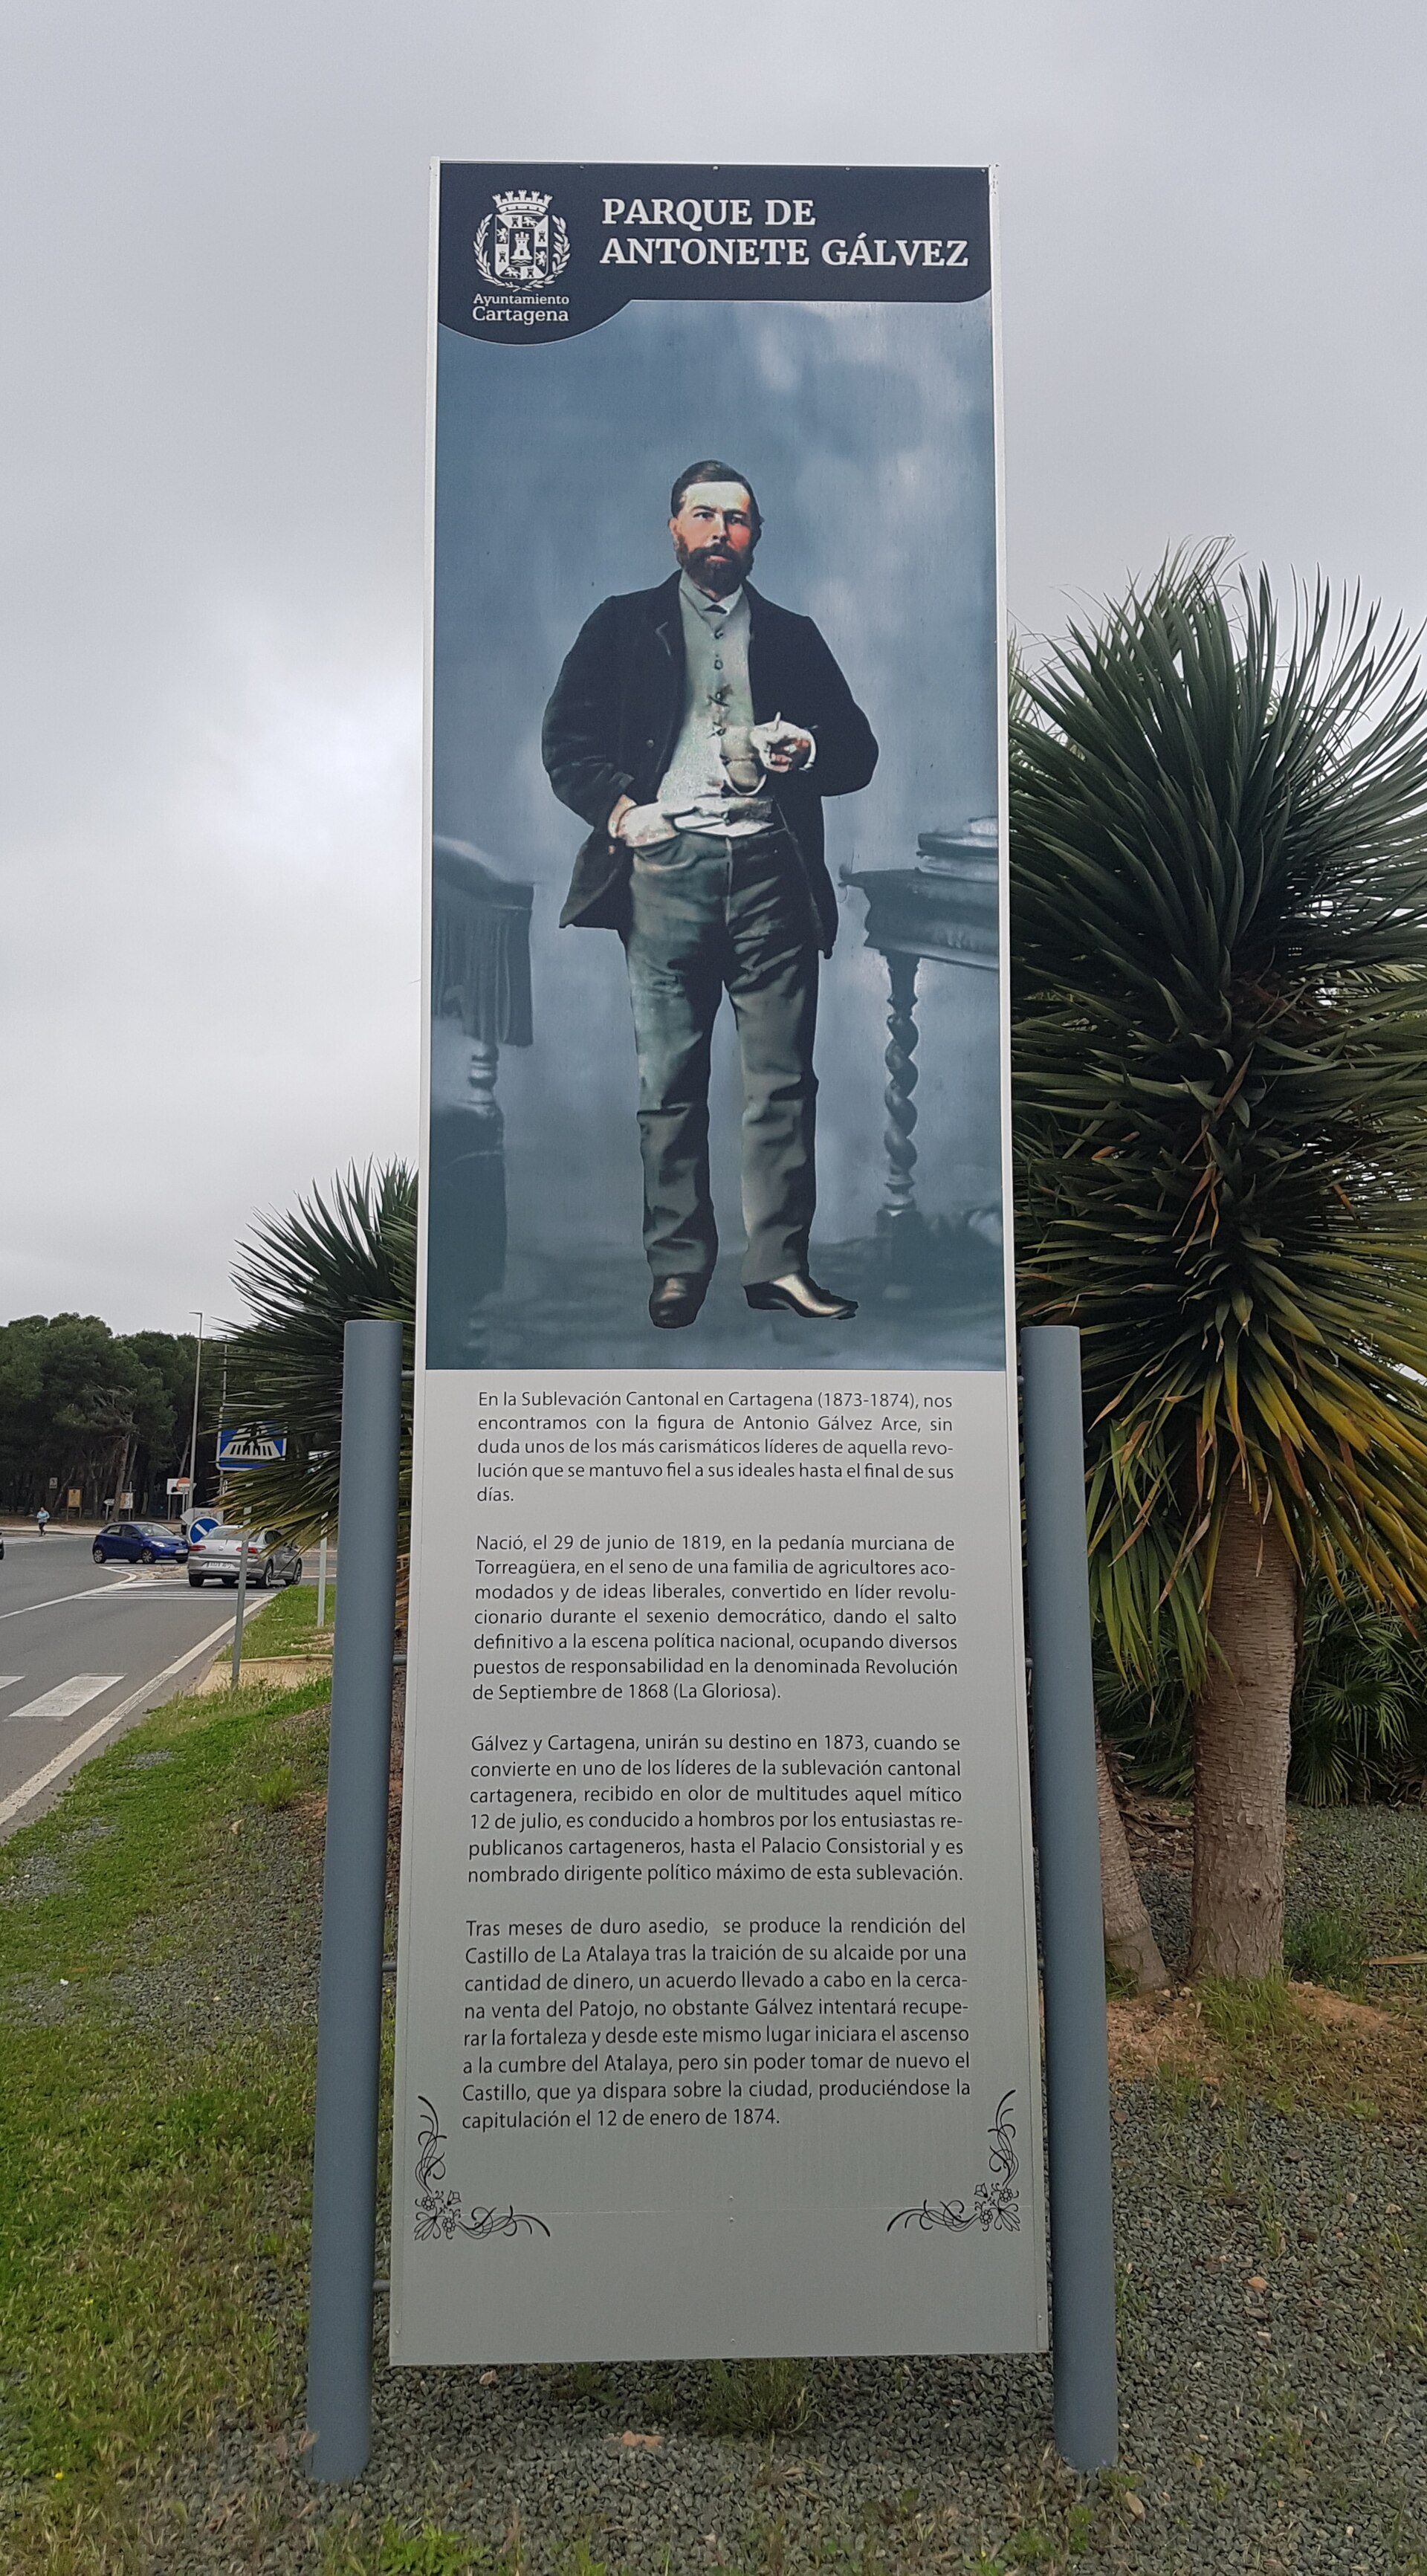 PARQUE DE
ANTONETE GÁLVEZ
Ayuntamiento
Cartagena
En la Sublevación Cantonal en Cartagena (1873-1874), nos
encontramos con la figura de Antonio Gálvez Arce, sin
duda unos de los más carismáticos líderes de aquella revo-
lución que se mantuvo fiel a sus ideales hasta el final de sus
días.
Nació, el 29 de junio de 1819, en la pedanía murciana de
Torreagüera, en el seno de una familia de agricultores aco-
modados y de ideas liberales, convertido en líder revolu-
cionario durante el sexenio democrático, dando el salto
definitivo a la escena política nacional, ocupando diversos
puestos de responsabilidad en la denominada Revolución
de Septiembre de 1868 (La Gloriosa).
Gálvez y Cartagena, unirán su destino en 1873, cuando se
convierte en uno de los líderes de la sublevación cantonal
cartagenera, recibido en olor de multitudes aquel mítico
12 de julio, es conducido a hombros por los entusiastas re-
publicanos cartageneros, hasta el Palacio Consistorial y es
nombrado dirigente político máximo de esta sublevación.
Tras meses de duro asedio, se produce la rendición del
Castillo de La Atalaya tras la traición de su alcaide por una
cantidad de dinero, un acuerdo llevado a cabo en la cerca-
na venta del Patojo, no obstante Gálvez intentará recupe-
rar la fortaleza y desde este mismo lugar iniciara el ascenso
a la cumbre del Atalaya, pero sin poder tomar de nuevo el
Castillo, que ya dispara sobre la ciudad, produciéndose la
capitulación el 12 de enero de 1874.